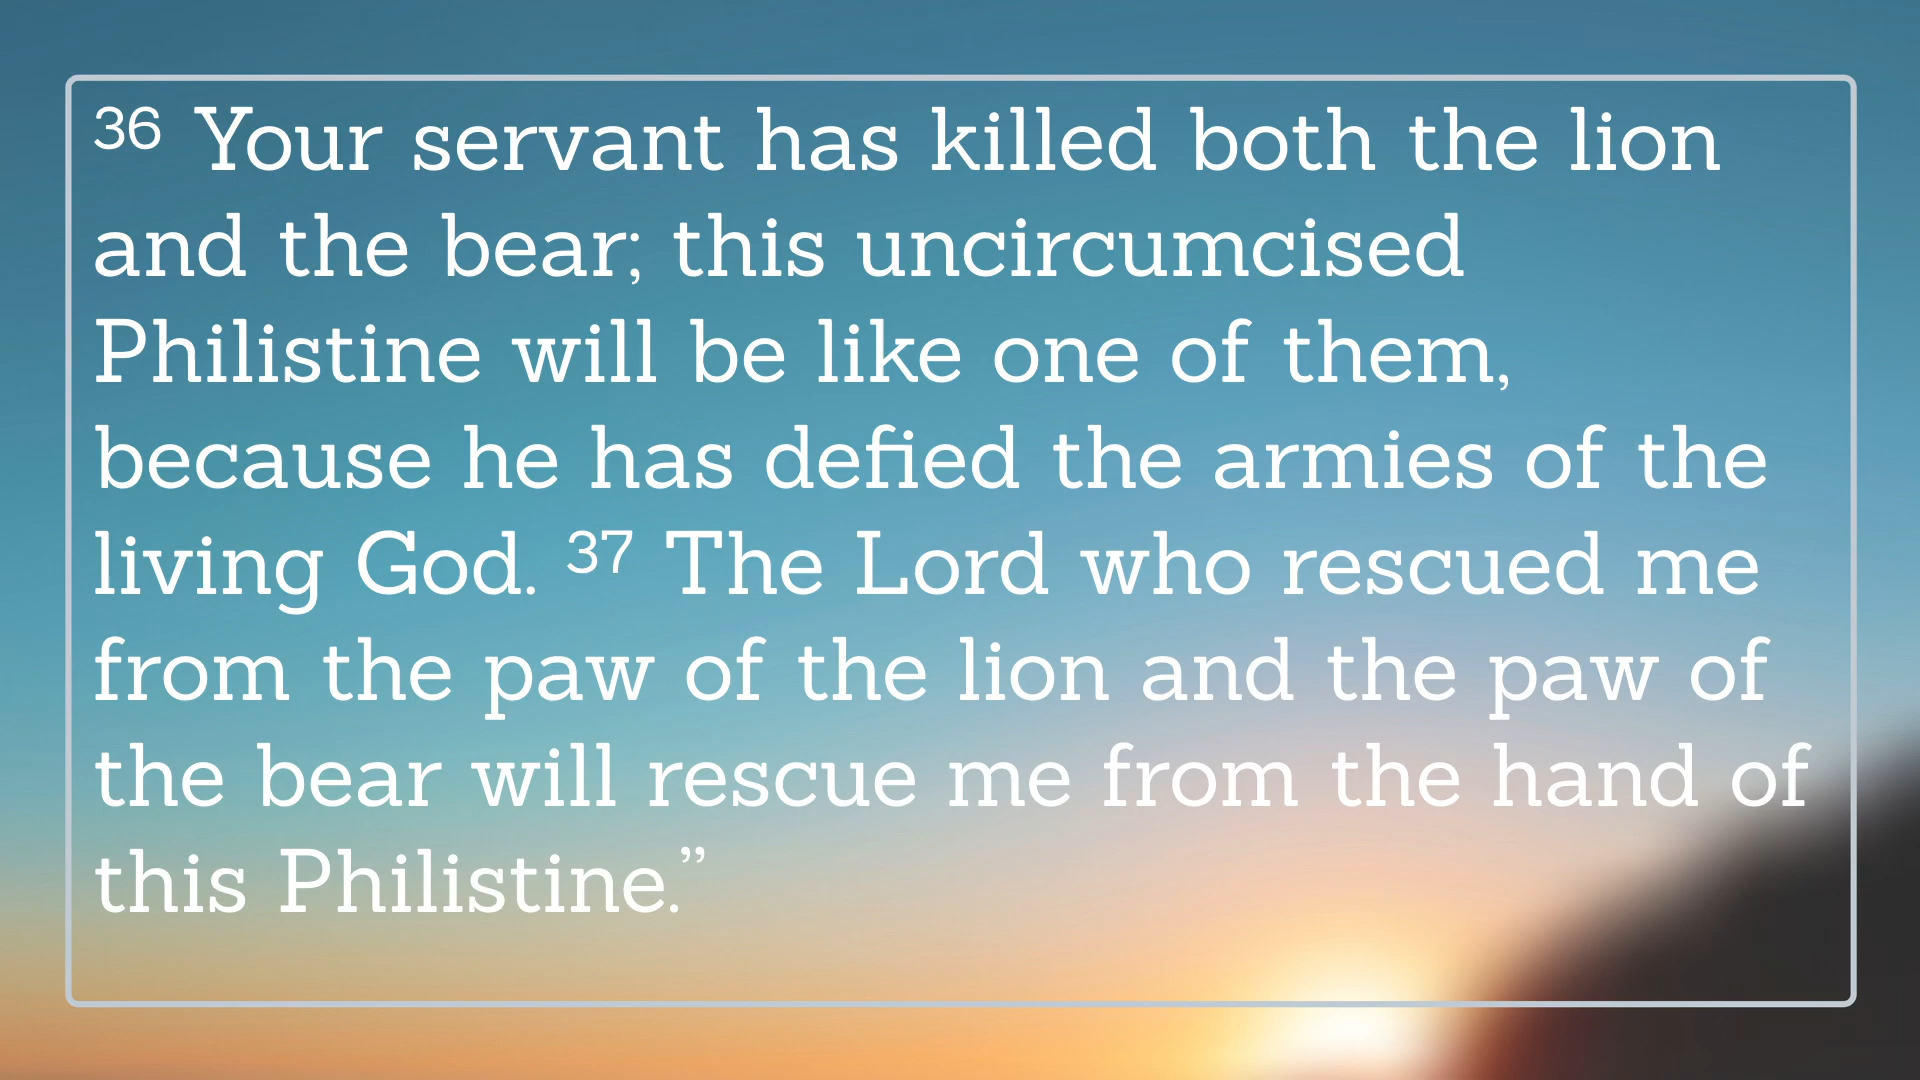 36 Your servant has killed both the lion
and the bear; this uncircumcised
Philistine will be like one of them,
because he has defied the armies of the
living God. 37 The Lord who rescued me
from the paw of the lion and the paw of
the bear will rescue me from the hand of
this Philistine.”